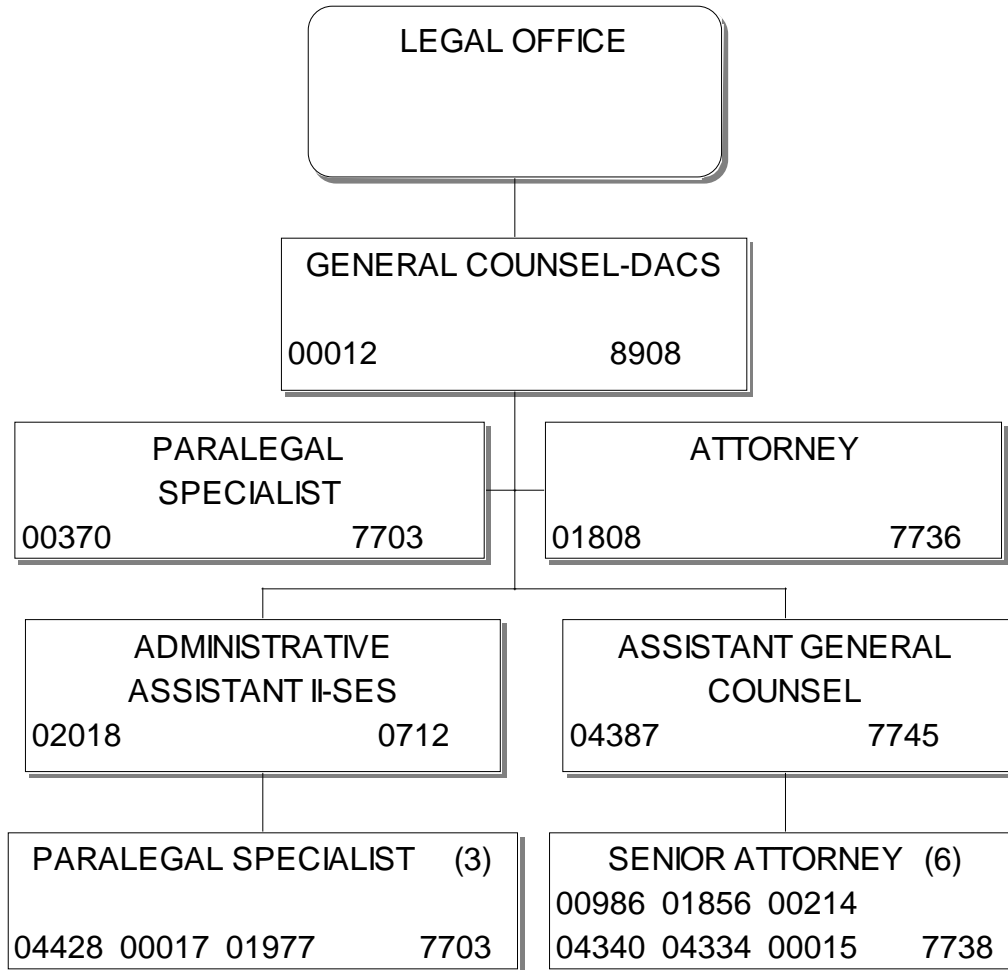 LEGAL OFFICE
GENERAL COUNSEL-DACS
00012 8908
PARALEGAL
SPECIALIST
00370 7703
ATTORNEY
01808 7736
ADMINISTRATIVE
ASSISTANT II-SES
02018 0712
ASSISTANT GENERAL
COUNSEL
04387 7745
PARALEGAL SPECIALIST (3)
04428 00017 01977 7703
SENIOR ATTORNEY (6)
00986 01856 00214
04340 04334 00015 7738